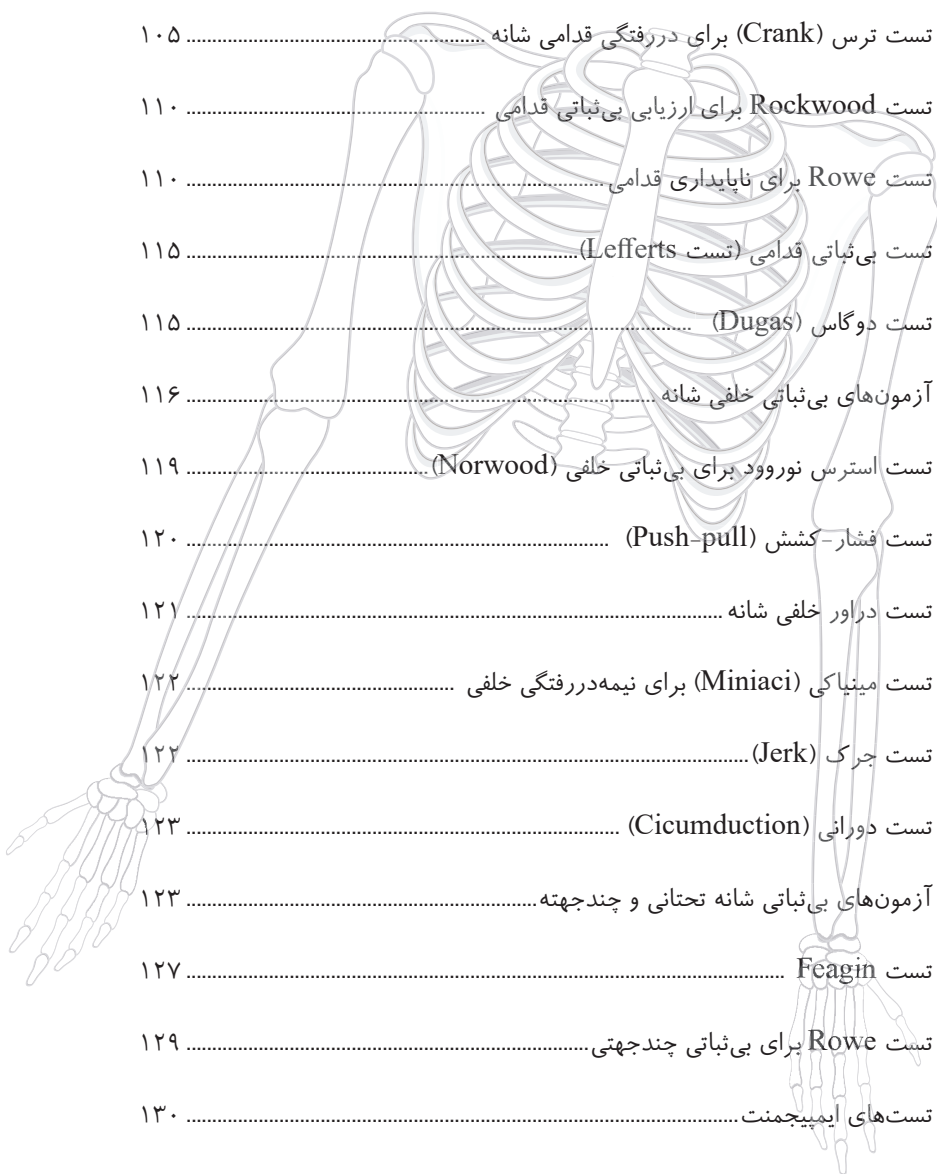 تست ترس (Crank) برای دررفتگی قدامی شانه ........ ۱۰۵
تست Rockwood برای ارزیابی بی‌ثباتی قدامی ........ ۱۱۰
تست Rowe برای ناپایداری قدامی ........ ۱۱۰
تست بی‌ثباتی قدامی (تست Lefferts) ........ ۱۱۵
تست دوگاس (Dugas) ........ ۱۱۵
آزمون‌های بی‌ثباتی خلفی شانه ........ ۱۱۶
تست استرس نوروود برای بی‌ثباتی خلفی (Norwood) ........ ۱۱۹
تست فشار-کشش (Push-pull) ........ ۱۲۰
تست دراور خلفی شانه ........ ۱۲۱
تست مینیاکی (Miniaci) برای نیمه‌دررفتگی خلفی ........ ۱۲۲
تست جرک (Jerk) ........ ۱۲۲
تست دورانی (Cicumduction) ........ ۱۲۳
آزمون‌های بی‌ثباتی شانه تحتانی و چندجهته ........ ۱۲۳
تست Feagin ........ ۱۲۷
تست Rowe برای بی‌ثباتی چندجهتی ........ ۱۲۹
تست‌های ایمپیجمنت ........ ۱۳۰